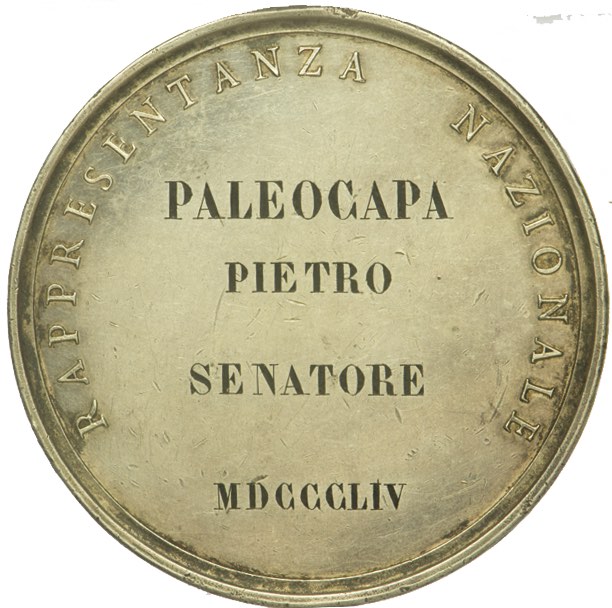 RAPPRESENTANZA NAZIONALE
PALEOCAPA
PIETRO
SENATORE
MDCCCLIV